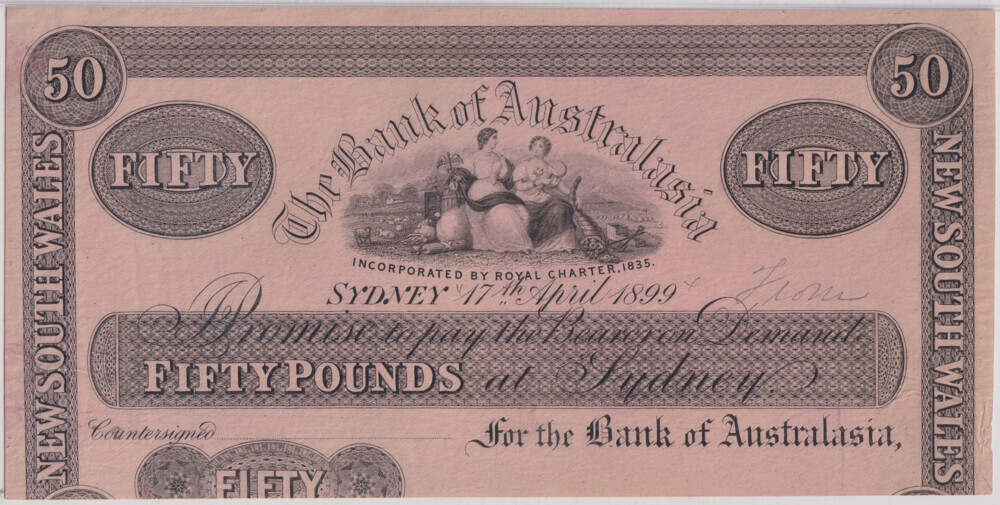 50 50
FIFTY FIFTY
NEW SOUTH WALES
NEW SOUTH WALES
The Bank of Australasia
INCORPORATED BY ROYAL CHARTER, 1835.
SYDNEY 17th April 1899
From
I Promise to pay the Bearer on Demand
FIFTY POUNDS at Sydney.
Countersigned
For the Bank of Australasia,
FIFTY